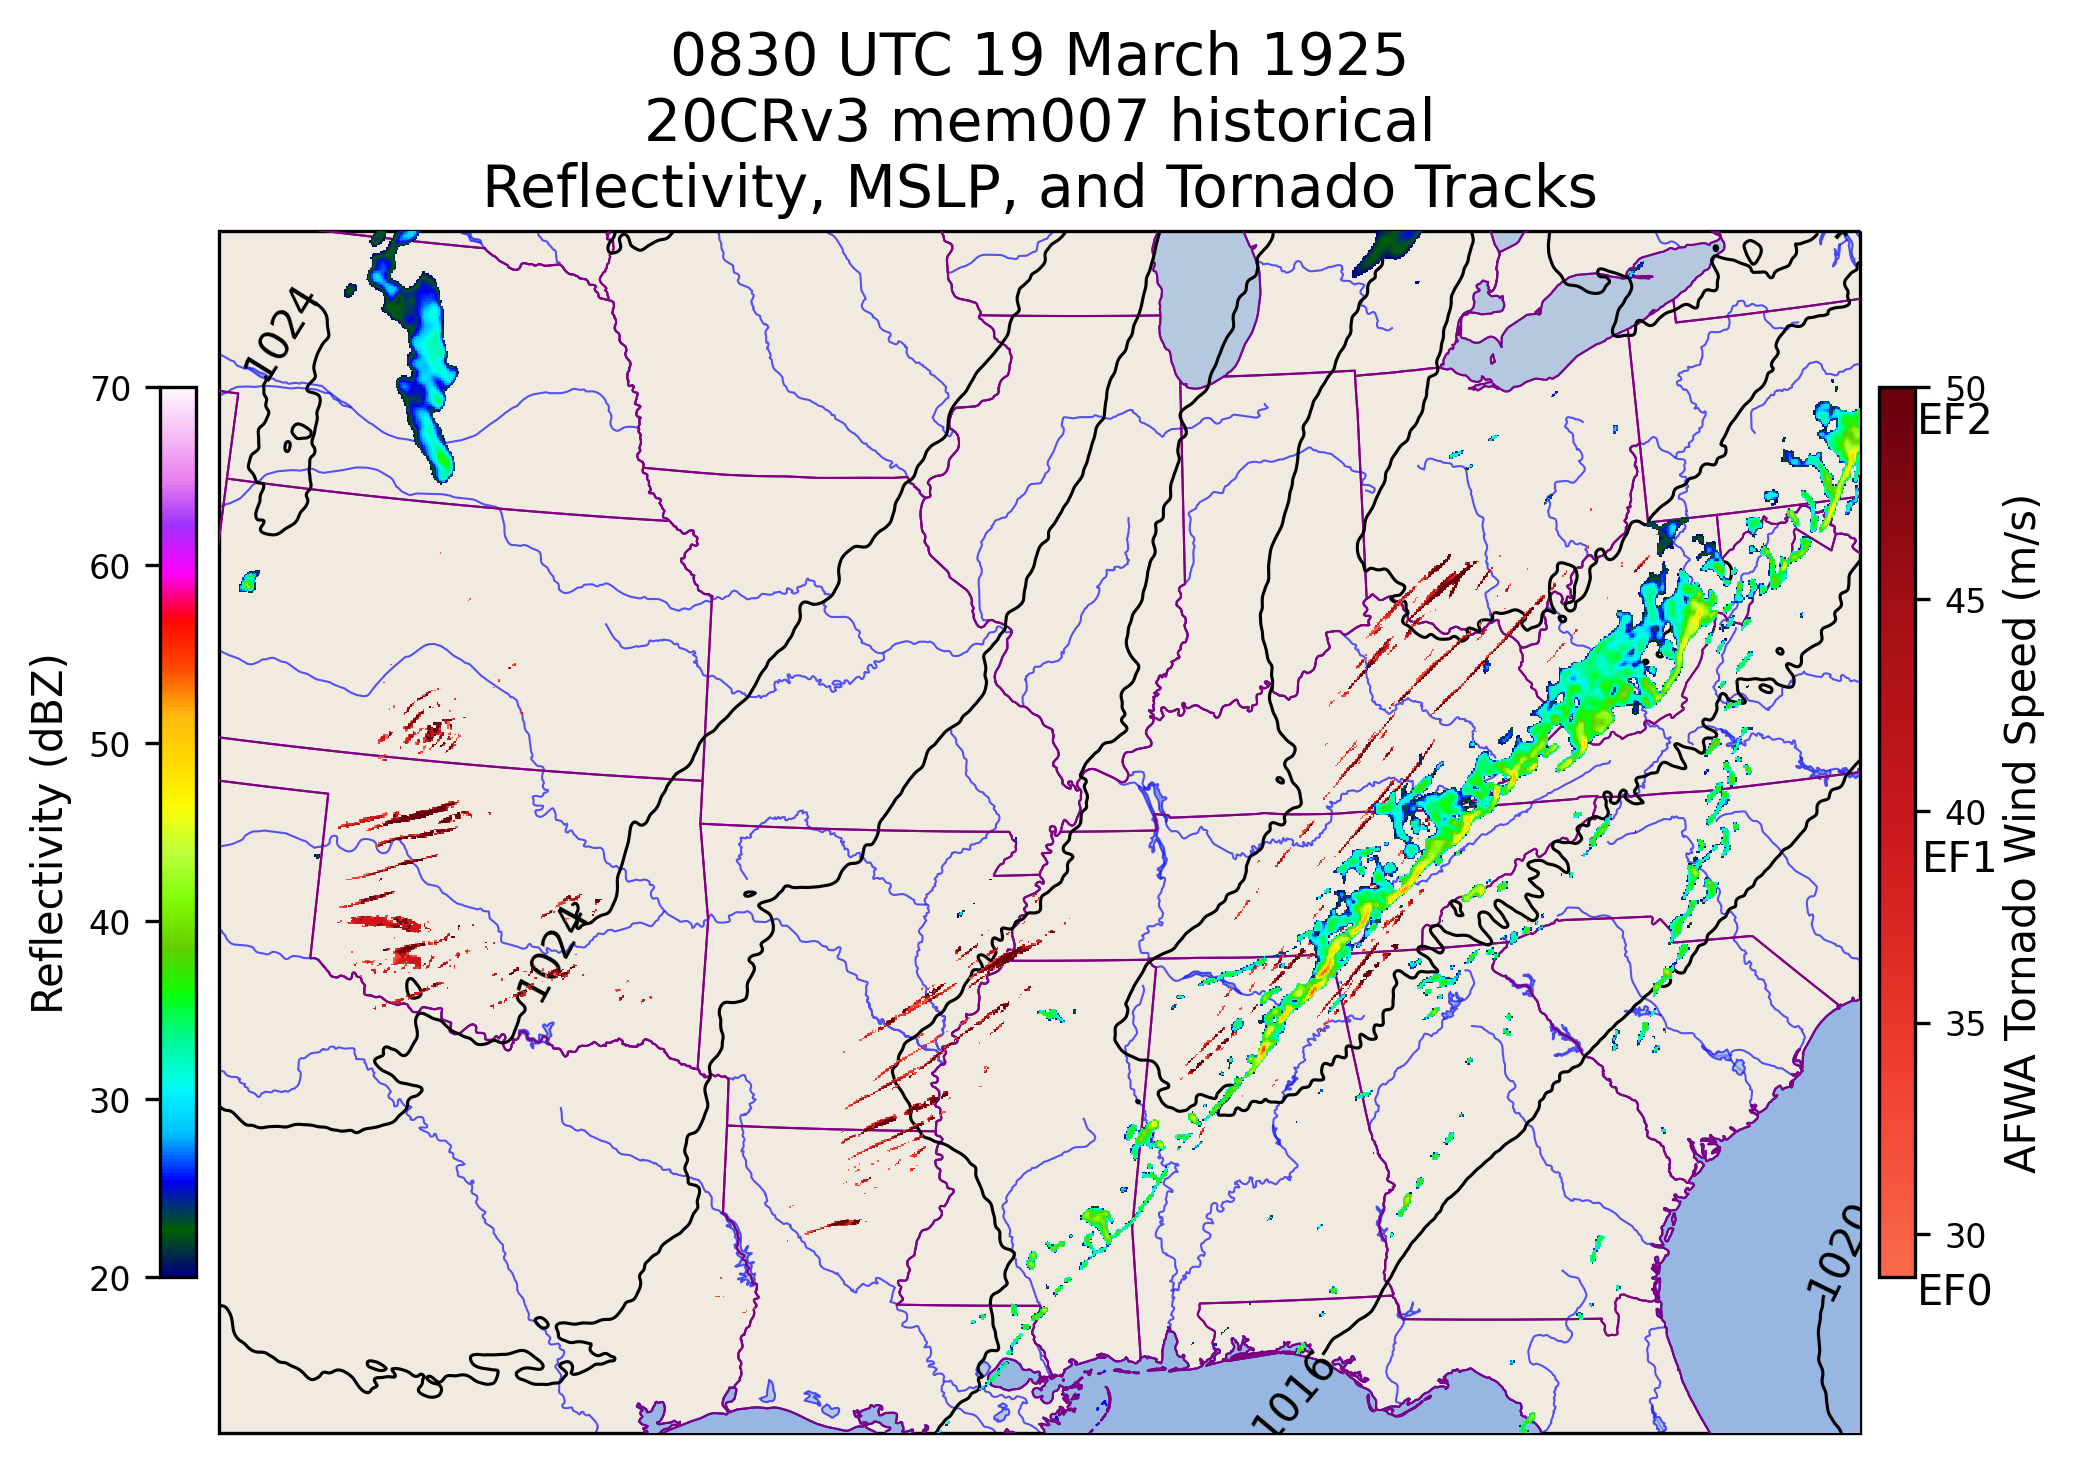 0830 UTC 19 March 1925
20CRv3 mem007 historical
Reflectivity, MSLP, and Tornado Tracks
Reflectivity (dBZ)
70
60
50
40
30
20
1024
1024
1016
1020
50
EF2
45
40
EF1
35
30
EF0
AFWA Tornado Wind Speed (m/s)